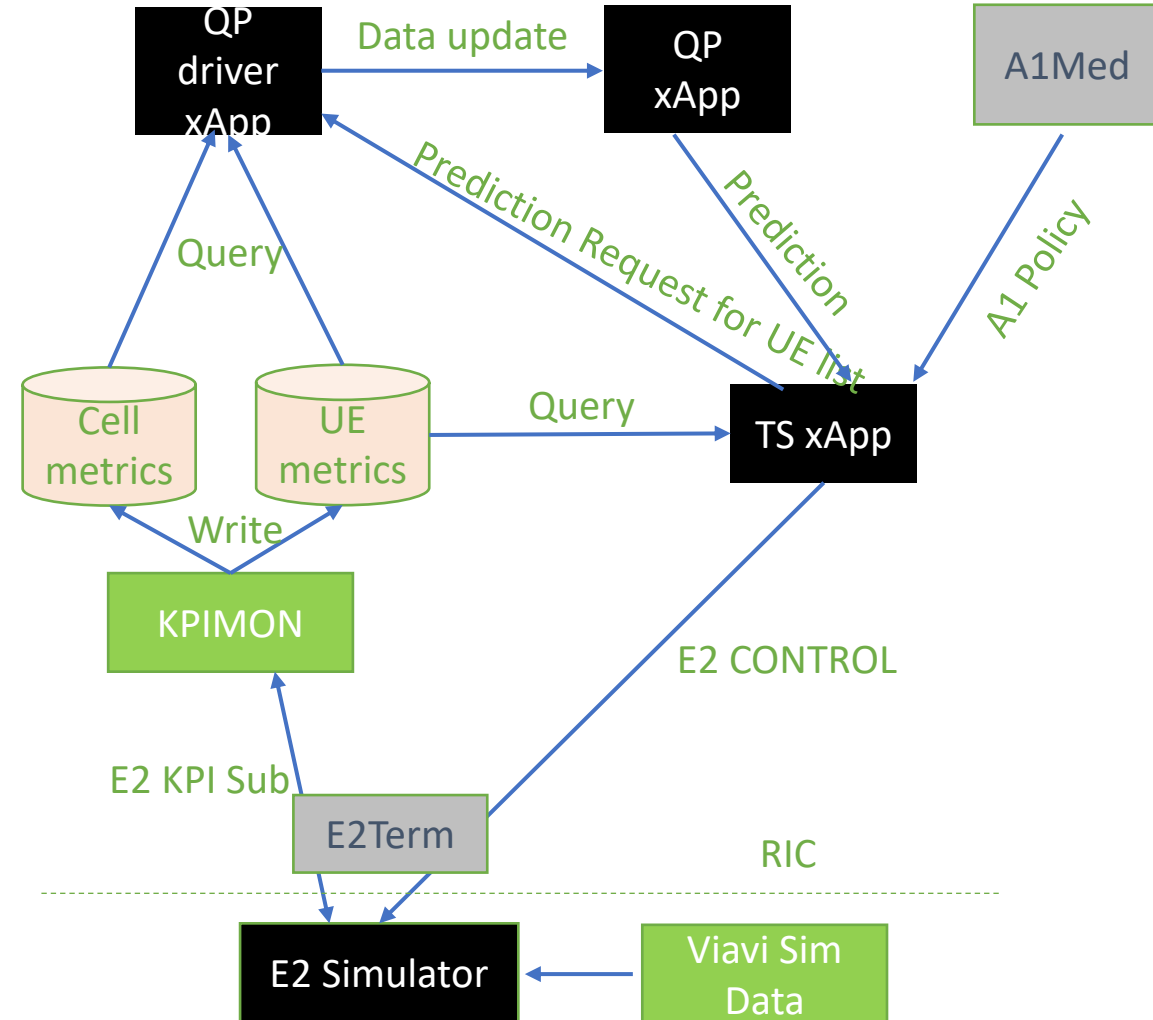 QP
driver
xApp
Data update
QP
xApp
A1Med
Prediction Request for UE list
Prediction
A1 Policy
Query
Cell
metrics
UE
metrics
Query
TS xApp
Write
KPIMON
E2 CONTROL
E2 KPI Sub
E2Term
RIC
E2 Simulator
Viavi Sim
Data